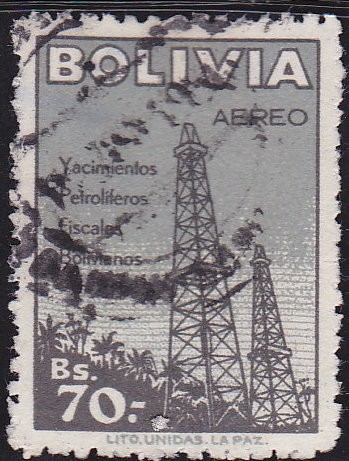 BOLIVIA
AEREO
Yacimientos
Petrolíferos
Fiscales
Bolivianos
Bs.
70.-
LITO. UNIDAS. LA PAZ.